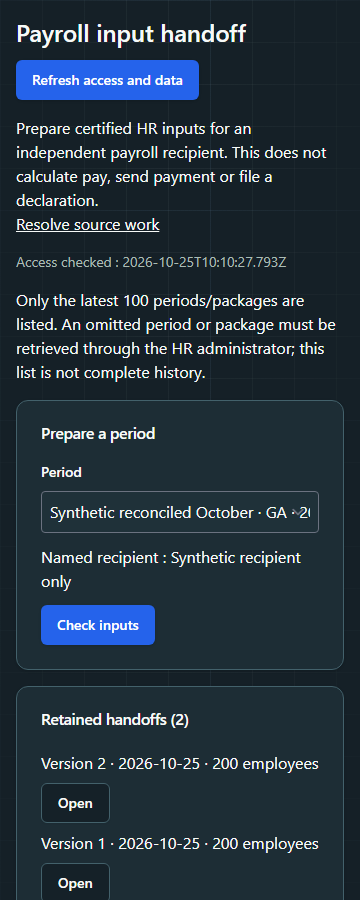 Payroll input handoff
Refresh access and data
Prepare certified HR inputs for an
independent payroll recipient. This does not
calculate pay, send payment or file a
declaration.
Resolve source work
Access checked : 2026-10-25T10:10:27.793Z
Only the latest 100 periods/packages are
listed. An omitted period or package must be
retrieved through the HR administrator; this
list is not complete history.
Prepare a period
Period
Synthetic reconciled October · GA ·
Named recipient : Synthetic recipient
only
Check inputs
Retained handoffs (2)
Version 2 · 2026-10-25 · 200 employees
Open
Version 1 · 2026-10-25 · 200 employees
Open